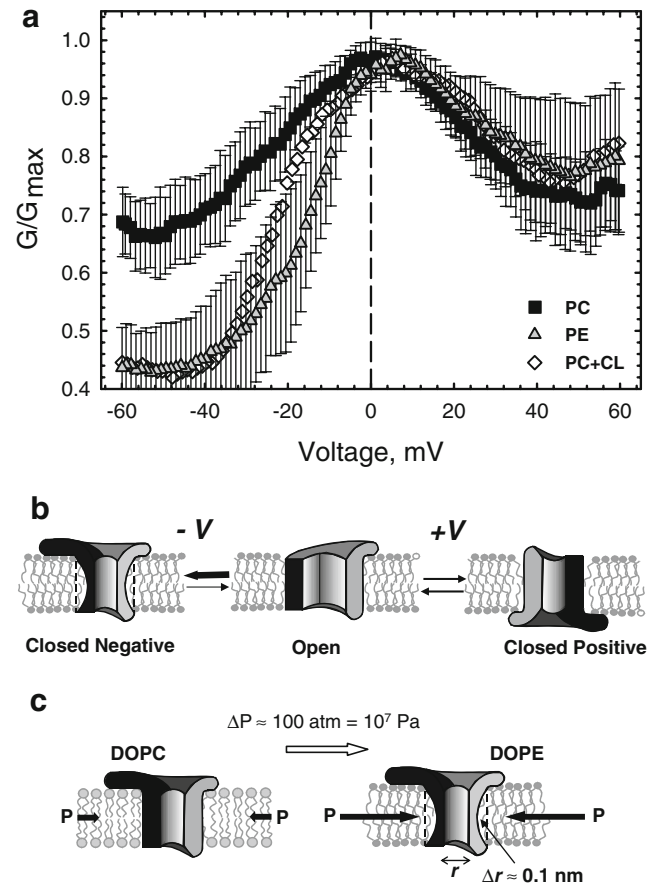 a
1.0
0.9
0.8
0.7
0.6
0.5
0.4
G/Gmax
PC
PE
PC+CL
-60 -40 -20 0 20 40 60
Voltage, mV
b
- V +V
Closed Negative Open Closed Positive
c
ΔP ≈ 100 atm = 10⁷ Pa
DOPC DOPE
P P P P
r
Δr ≈ 0.1 nm